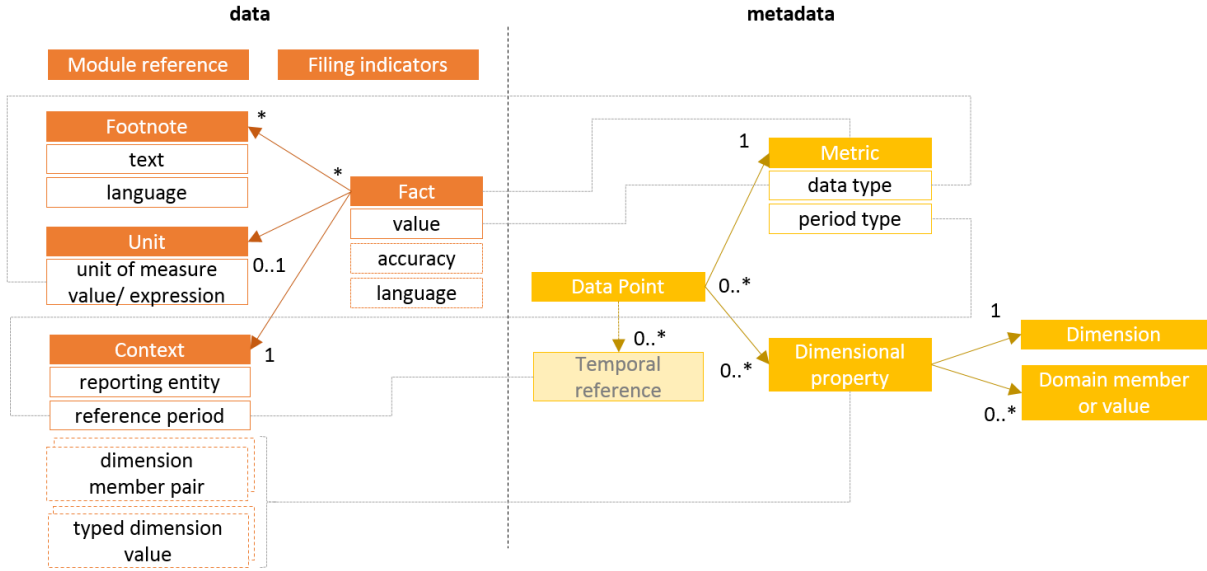 data
metadata
Module reference
Filing indicators
Footnote
text
language
*
*
Fact
value
accuracy
language
Unit
unit of measure
value/ expression
0..1
Context
1
reporting entity
reference period
dimension
member pair
typed dimension
value
1
Metric
data type
period type
Data Point
0..*
0..*
Temporal
reference
0..*
Dimensional
property
1
Dimension
Domain member
or value
0..*